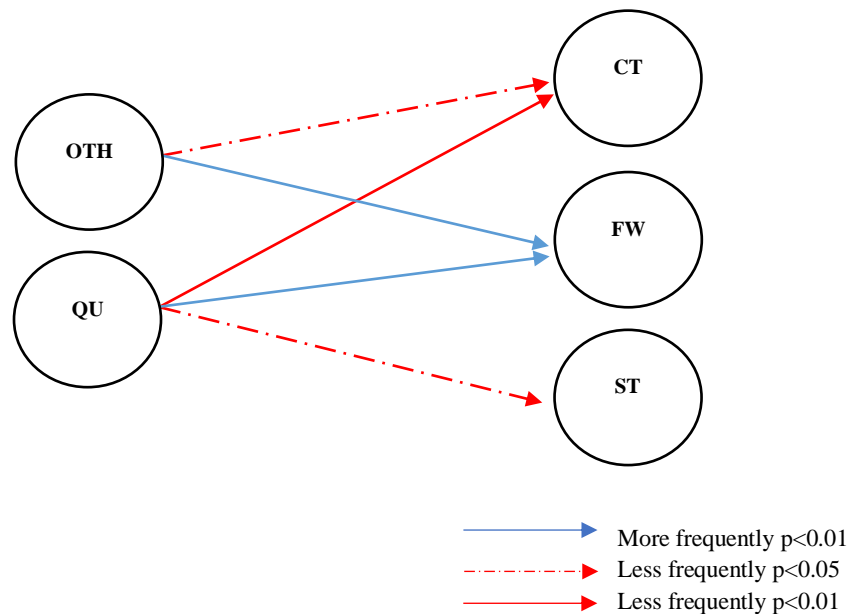 CT
OTH
FW
QU
ST
More frequently p<0.01
Less frequently p<0.05
Less frequently p<0.01